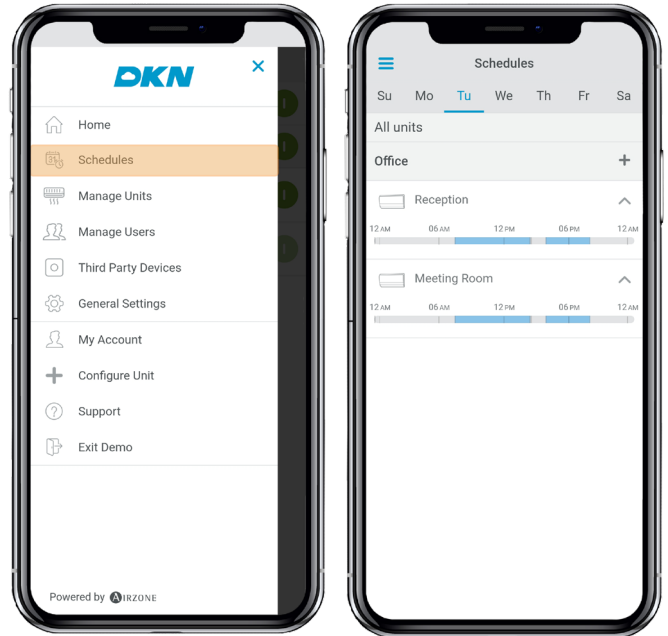 DKN
×
Home
31
Schedules
Manage Units
Manage Users
Third Party Devices
General Settings
My Account
Configure Unit
? Support
Exit Demo
Powered by AIRZONE
Schedules
Su Mo Tu We Th Fr Sa
All units
Office +
Reception
12 AM 06 AM 12 PM 06 PM 12 AM
Meeting Room
12 AM 06 AM 12 PM 06 PM 12 AM